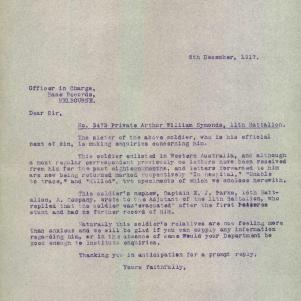 6th December, 1917.
Officer in Charge,
Base Records,
MELBOURNE.
Dear Sir,
No. 3473 Private Arthur William Symonds, 11th Battalion.
The sister of the above soldier, who is his official
next of kin, is making enquiries concerning him.
This soldier enlisted in Western Australia, and although
a most regular correspondent previously no letters have been received
from him for the past eight months, and letters forwarded to him
are now being returned marked respectively "In hospital", "Unable
to trace", and "Killed", two specimens of which we enclose herewith.
This soldier's nephew, Captain H. J. Parks, 16th Batt-
alion, A. Company, wrote to the Adjutant of the 11th Battalion, who
replied that the soldier was "evacuated" after the first
stunt and had no further record of him.
Naturally this soldier's relatives are now feeling more
than anxious and we will be glad if you can supply any information
regarding him, or in the absence of same would your Department be
good enough to institute enquiries.
Thanking you in anticipation for a prompt reply,
Yours faithfully,